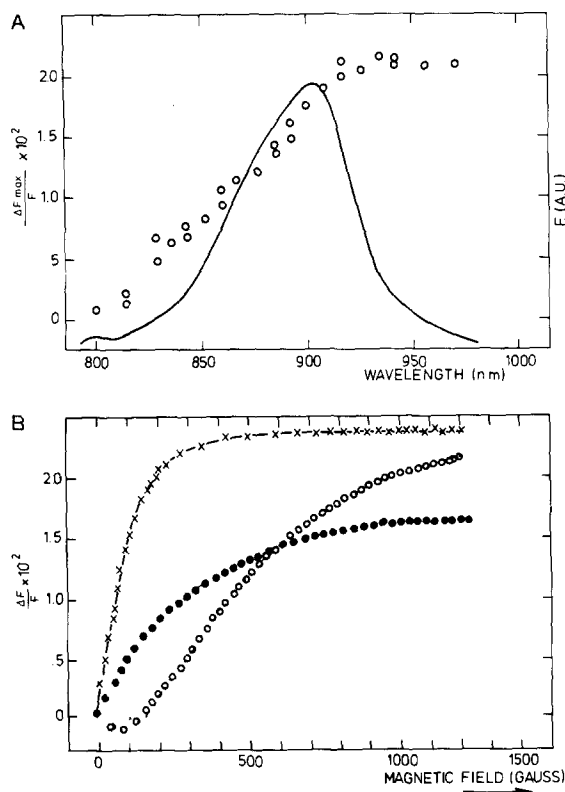 A
ΔF max / F x 10²
2.0
1.5
1.0
.5
0
F (A.U.)
800 850 900 950 1000
WAVELENGTH (nm)
B
ΔF / F x 10²
2.0
1.5
1.0
.5
0
0 500 1000 1500
MAGNETIC FIELD (GAUSS)